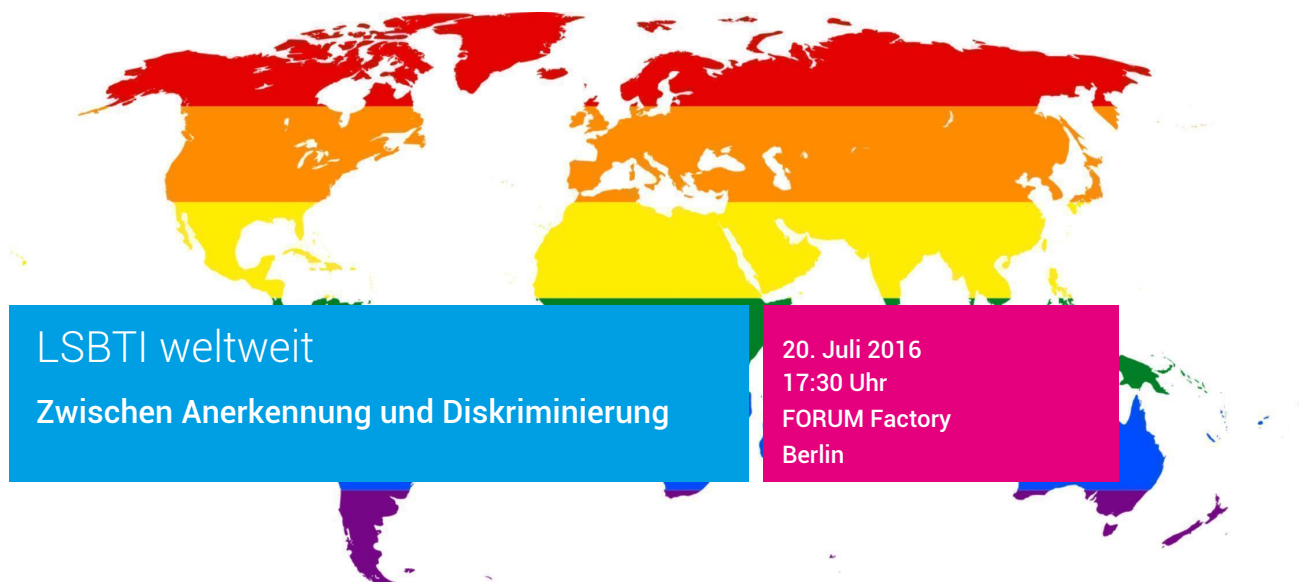 LSBTI weltweit
Zwischen Anerkennung und Diskriminierung
20. Juli 2016
17:30 Uhr
FORUM Factory
Berlin